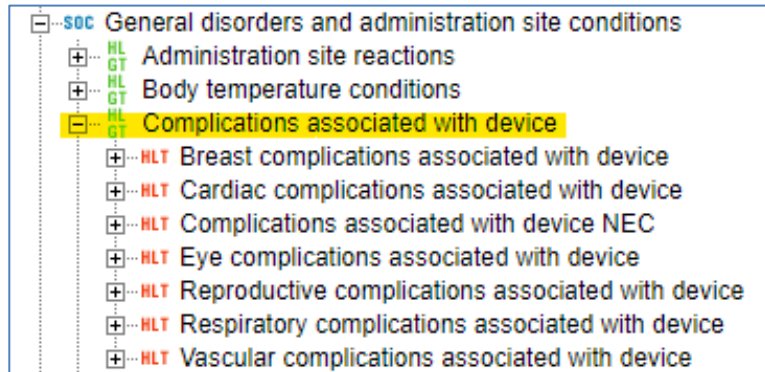 SOC General disorders and administration site conditions
HLGT Administration site reactions
HLGT Body temperature conditions
HLGT Complications associated with device
HLT Breast complications associated with device
HLT Cardiac complications associated with device
HLT Complications associated with device NEC
HLT Eye complications associated with device
HLT Reproductive complications associated with device
HLT Respiratory complications associated with device
HLT Vascular complications associated with device